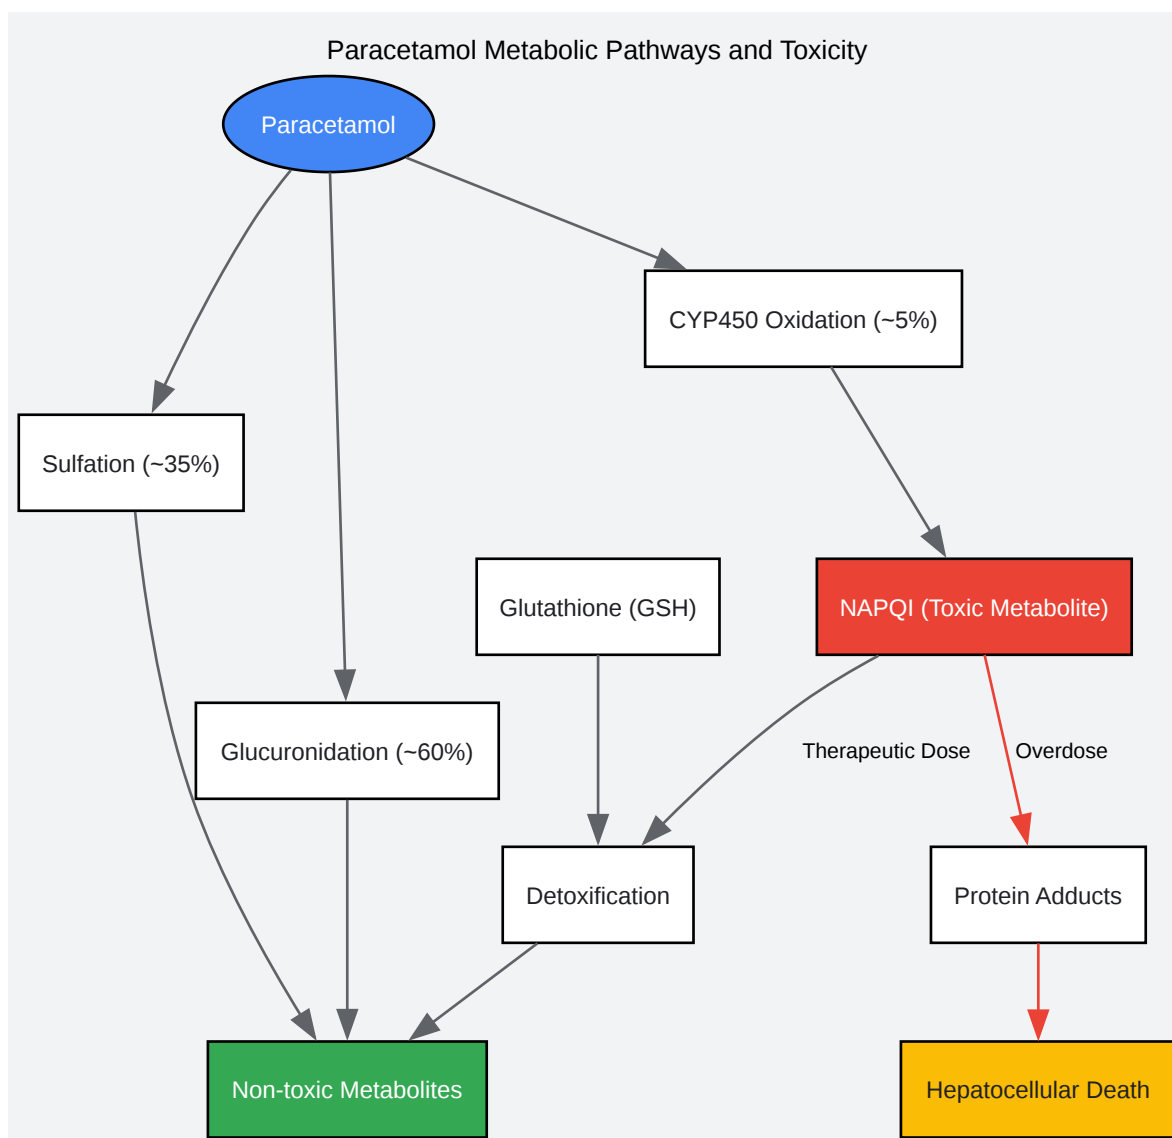 Paracetamol Metabolic Pathways and Toxicity
Paracetamol
CYP450 Oxidation (~5%)
Sulfation (~35%)
Glutathione (GSH)
NAPQI (Toxic Metabolite)
Glucuronidation (~60%)
Therapeutic Dose
Overdose
Detoxification
Protein Adducts
Non-toxic Metabolites
Hepatocellular Death